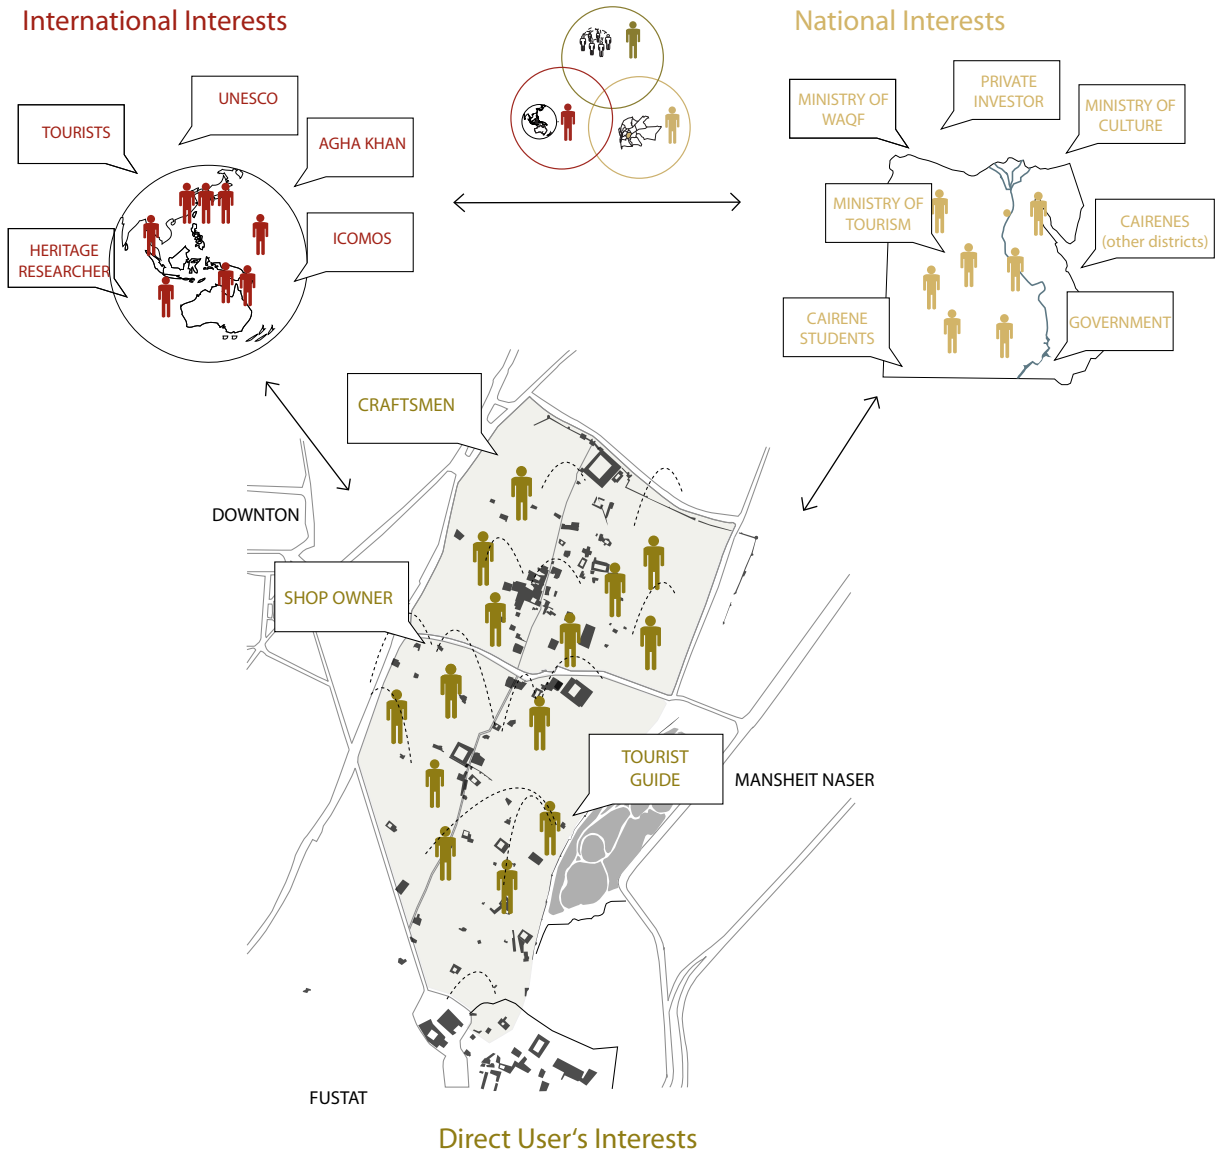 International Interests
National Interests
UNESCO
TOURISTS
AGHA KHAN
HERITAGE
RESEARCHER
ICOMOS
PRIVATE
INVESTOR
MINISTRY OF
WAQF
MINISTRY OF
CULTURE
MINISTRY OF
TOURISM
CAIRENES
(other districts)
CAIRENE
STUDENTS
GOVERNMENT
CRAFTSMEN
DOWNTON
SHOP OWNER
TOURIST
GUIDE
MANSHEIT NASER
FUSTAT
Direct User‘s Interests